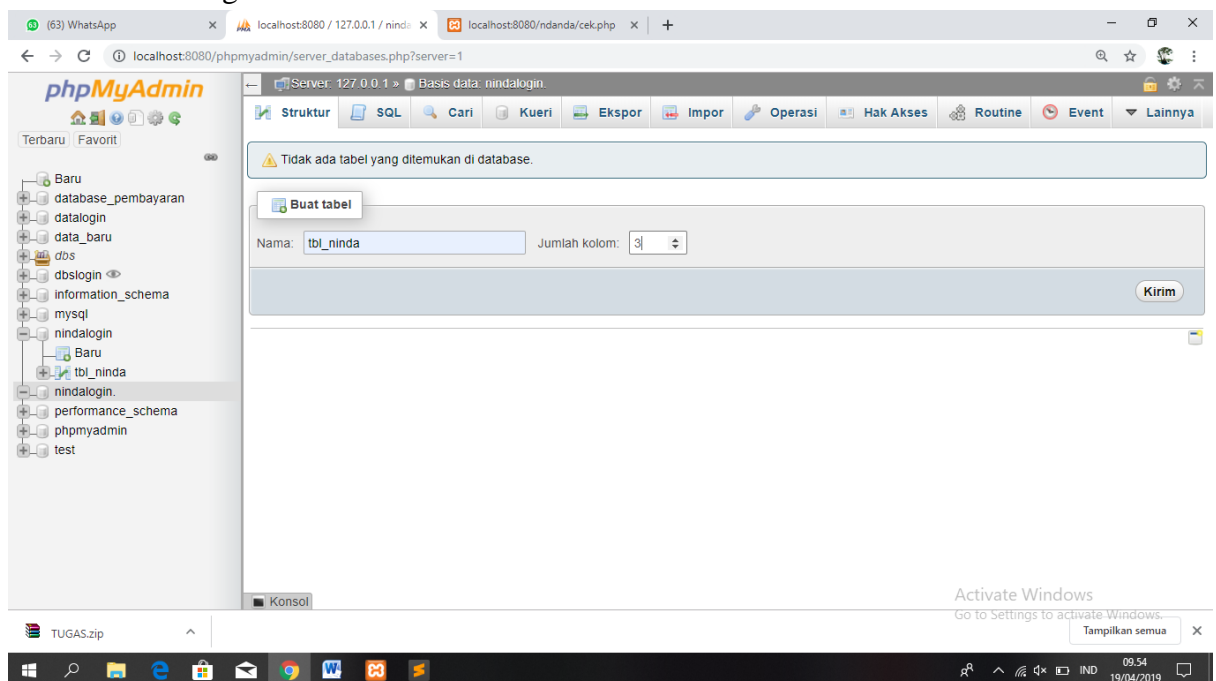 (63) WhatsApp
localhost:8080 / 127.0.0.1 / ninda
localhost:8080/ndanda/cek.php
localhost:8080/phpmyadmin/server_databases.php?server=1
phpMyAdmin
Terbaru Favorit
Baru
database_pembayaran
datalogin
data_baru
dbs
dbslogin
information_schema
mysql
nindalogin
Baru
tbl_ninda
nindalogin.
performance_schema
phpmyadmin
test
Server: 127.0.0.1 » Basis data: nindalogin.
Struktur SQL Cari Kueri Ekspor Impor Operasi Hak Akses Routine Event Lainnya
Tidak ada tabel yang ditemukan di database.
Buat tabel
Nama: tbl_ninda Jumlah kolom: 3
Kirim
Konsol
Activate Windows
Go to Settings to activate Windows.
TUGAS.zip
Tampilkan semua
IND
09.54
19/04/2019